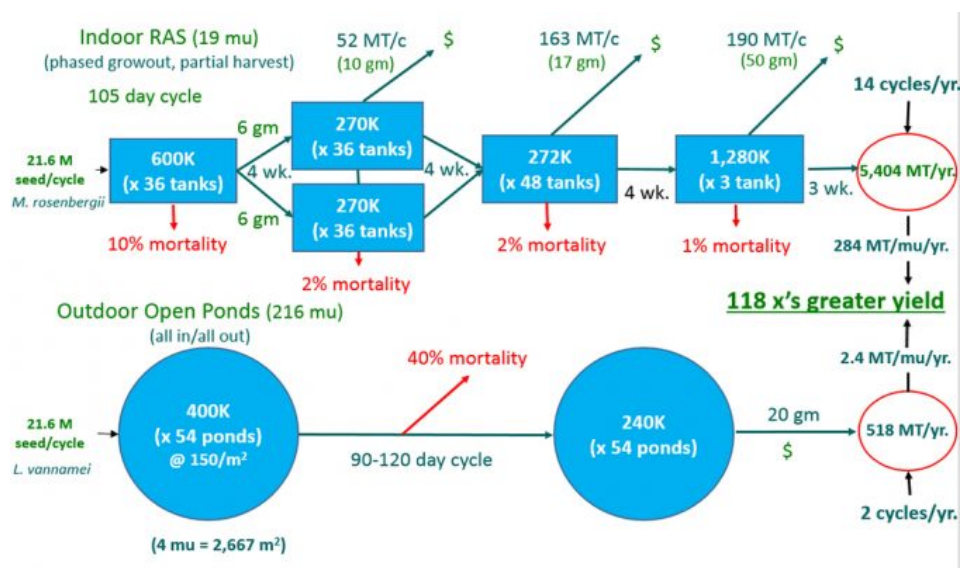 Indoor RAS (19 mu)
(phased growout, partial harvest)
105 day cycle
21.6 M
seed/cycle
M. rosenbergii
600K
(x 36 tanks)
10% mortality
6 gm
4 wk.
6 gm
270K
(x 36 tanks)
270K
(x 36 tanks)
2% mortality
52 MT/c
(10 gm)
$
4 wk.
272K
(x 48 tanks)
2% mortality
163 MT/c
(17 gm)
$
4 wk.
1,280K
(x 3 tank)
1% mortality
190 MT/c
(50 gm)
$
3 wk.
14 cycles/yr.
5,404 MT/yr.
284 MT/mu/yr.
118 x's greater yield
2.4 MT/mu/yr.
Outdoor Open Ponds (216 mu)
(all in/all out)
21.6 M
seed/cycle
L. vannamei
400K
(x 54 ponds)
@ 150/m²
40% mortality
90-120 day cycle
240K
(x 54 ponds)
20 gm
$
518 MT/yr.
2 cycles/yr.
(4 mu = 2,667 m²)